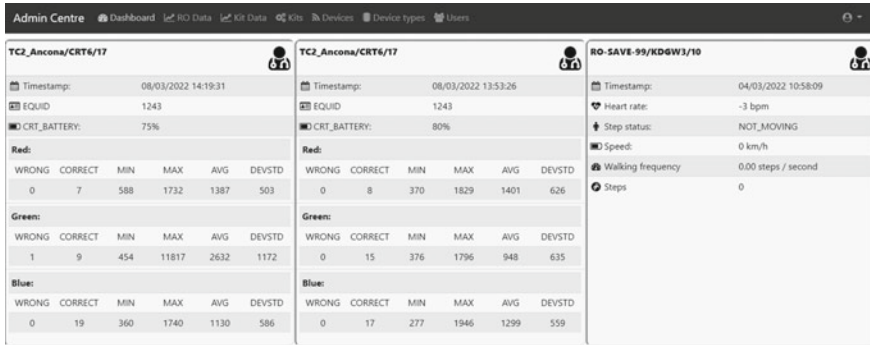 Admin Centre Dashboard RO Data Kit Data Kits Devices Device types Users
TC2_Ancona/CRT6/17
Timestamp: 08/03/2022 14:19:31
EQUID 1243
CRT_BATTERY: 75%
Red:
WRONG CORRECT MIN MAX AVG DEVSTD
0 7 588 1732 1387 503
Green:
WRONG CORRECT MIN MAX AVG DEVSTD
1 9 454 11817 2632 1172
Blue:
WRONG CORRECT MIN MAX AVG DEVSTD
0 19 360 1740 1130 586
TC2_Ancona/CRT6/17
Timestamp: 08/03/2022 13:53:26
EQUID 1243
CRT_BATTERY: 80%
Red:
WRONG CORRECT MIN MAX AVG DEVSTD
0 8 370 1829 1401 626
Green:
WRONG CORRECT MIN MAX AVG DEVSTD
0 15 376 1796 948 635
Blue:
WRONG CORRECT MIN MAX AVG DEVSTD
0 17 277 1946 1299 559
RO-SAVE-99/KDGW3/10
Timestamp: 04/03/2022 10:58:09
Heart rate: -3 bpm
Step status: NOT_MOVING
Speed: 0 km/h
Walking frequency 0.00 steps / second
Steps 0